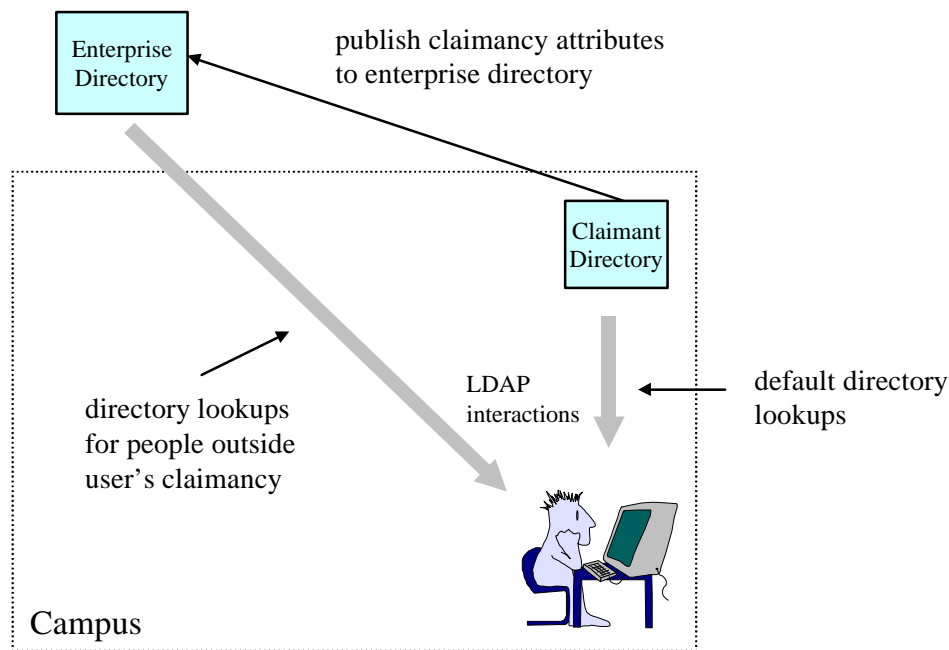 Enterprise
Directory
publish claimancy attributes
to enterprise directory
Claimant
Directory
LDAP
interactions
default directory
lookups
directory lookups
for people outside
user’s claimancy
Campus